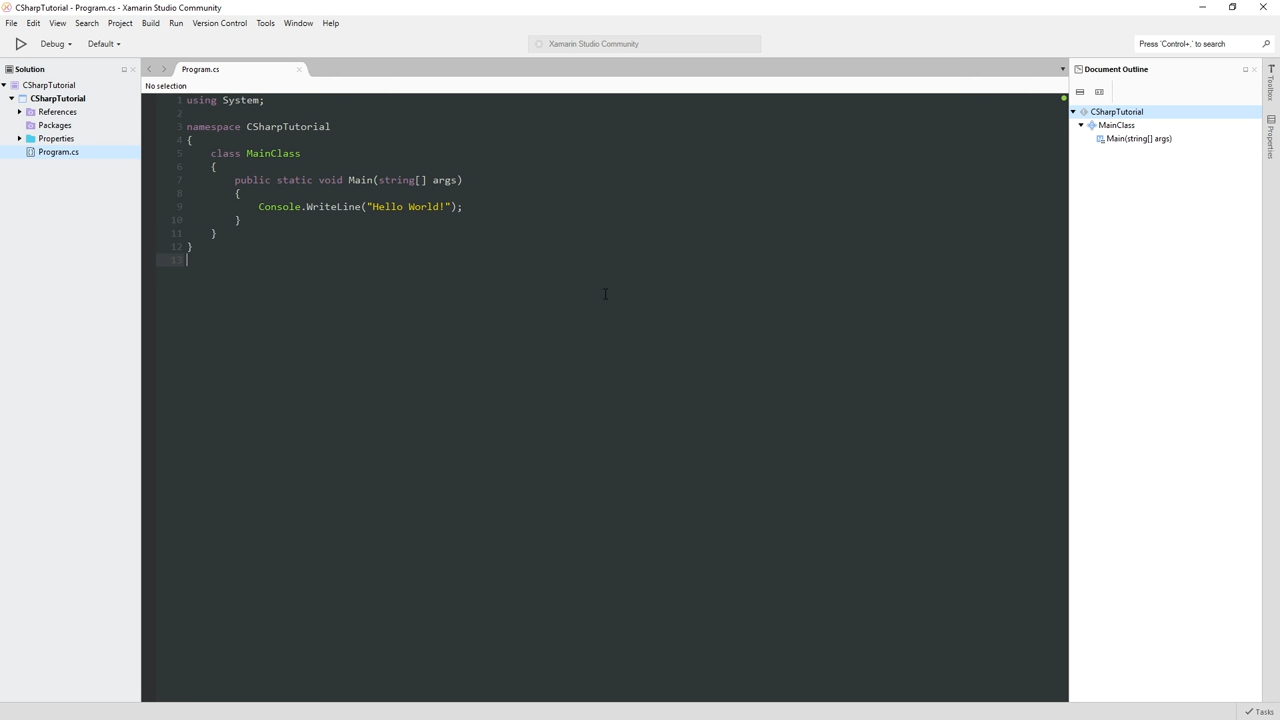 CSharpTutorial - Program.cs - Xamarin Studio Community
File Edit View Search Project Build Run Version Control Tools Window Help
Debug Default Xamarin Studio Community Press 'Control+,' to search
Solution
CSharpTutorial
CSharpTutorial
References
Packages
Properties
Program.cs
Program.cs
No selection
1 using System;
2
3 namespace CSharpTutorial
4 {
5 class MainClass
6 {
7 public static void Main(string[] args)
8 {
9 Console.WriteLine("Hello World!");
10 }
11 }
12 }
13
Document Outline
CSharpTutorial
MainClass
Main(string[] args)
Toolbox
Properties
Tasks